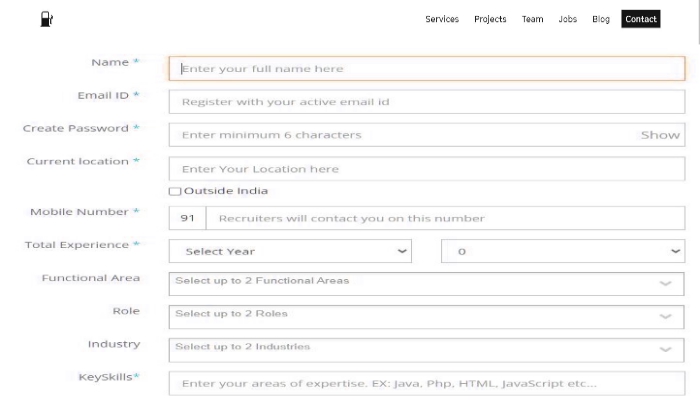 Services Projects Team Jobs Blog Contact
Name *
Enter your full name here
Email ID *
Register with your active email id
Create Password *
Enter minimum 6 characters Show
Current location *
Enter Your Location here
Outside India
Mobile Number *
91 Recruiters will contact you on this number
Total Experience *
Select Year 0
Functional Area
Select up to 2 Functional Areas
Role
Select up to 2 Roles
Industry
Select up to 2 Industries
KeySkills*
Enter your areas of expertise. EX: Java, Php, HTML, JavaScript etc...